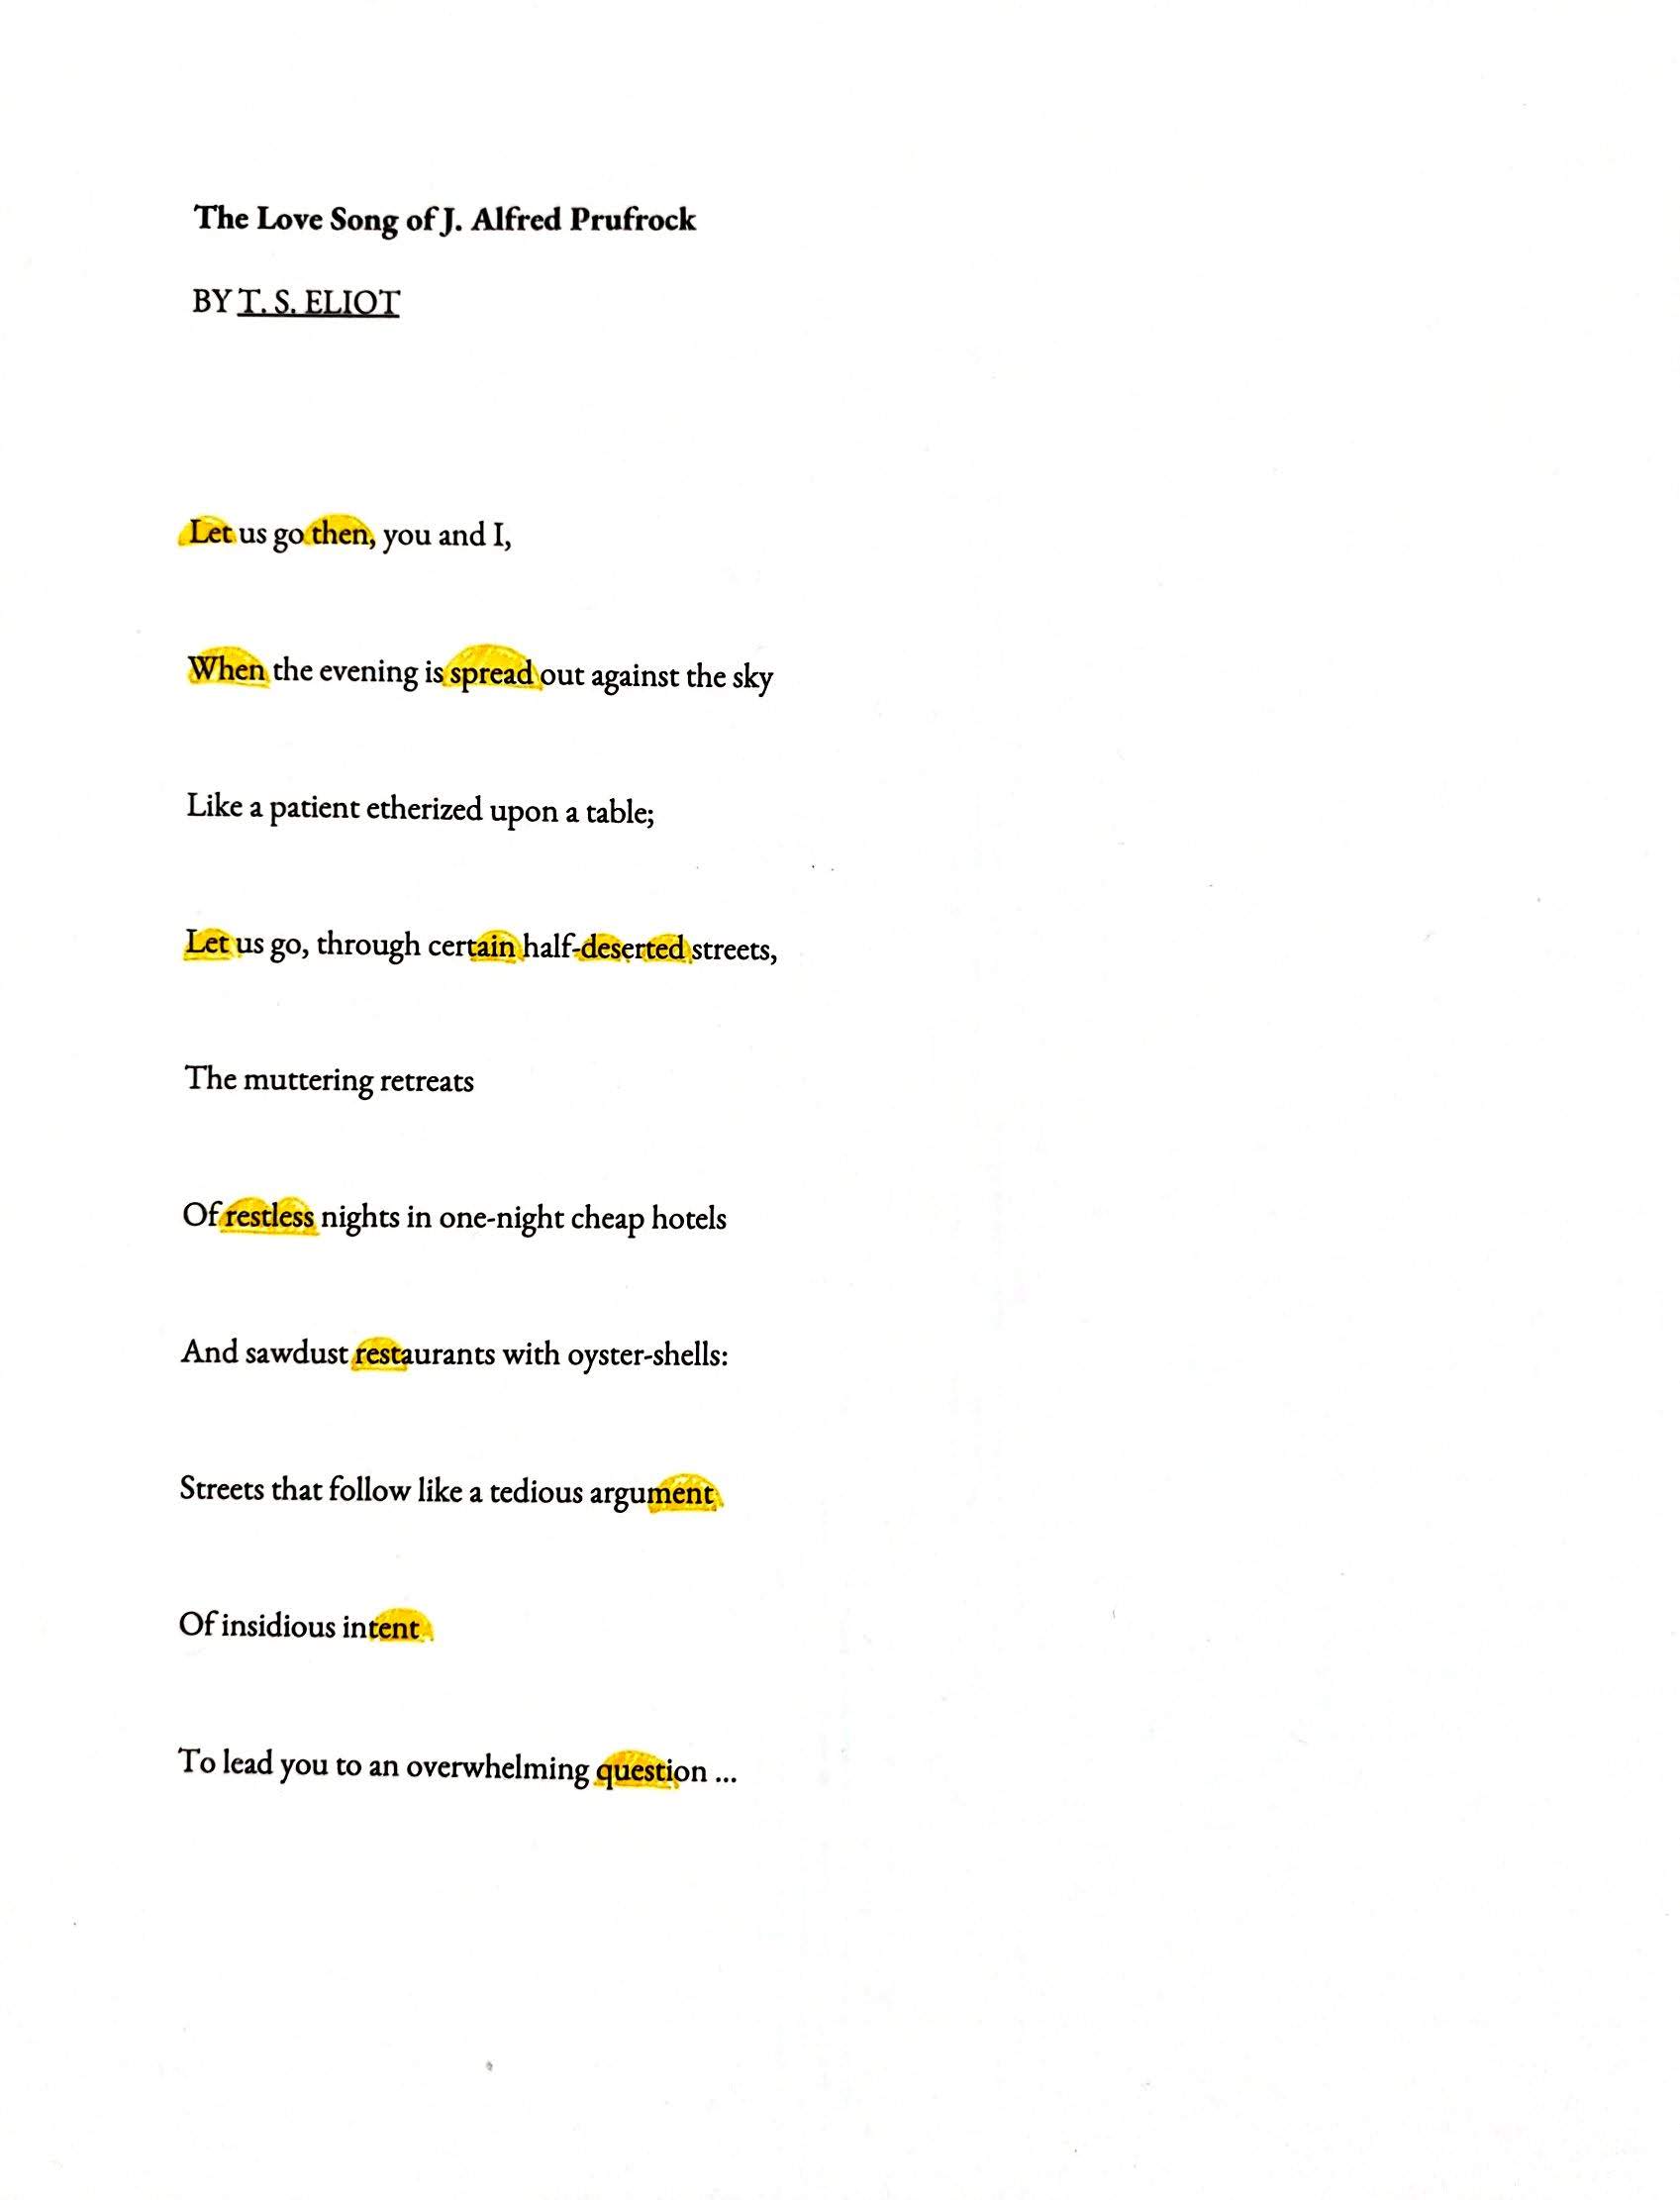 The Love Song of J. Alfred Prufrock
BY T. S. ELIOT
Let us go then, you and I,
When the evening is spread out against the sky
Like a patient etherized upon a table;
Let us go, through certain half-deserted streets,
The muttering retreats
Of restless nights in one-night cheap hotels
And sawdust restaurants with oyster-shells:
Streets that follow like a tedious argument
Of insidious intent
To lead you to an overwhelming question ...